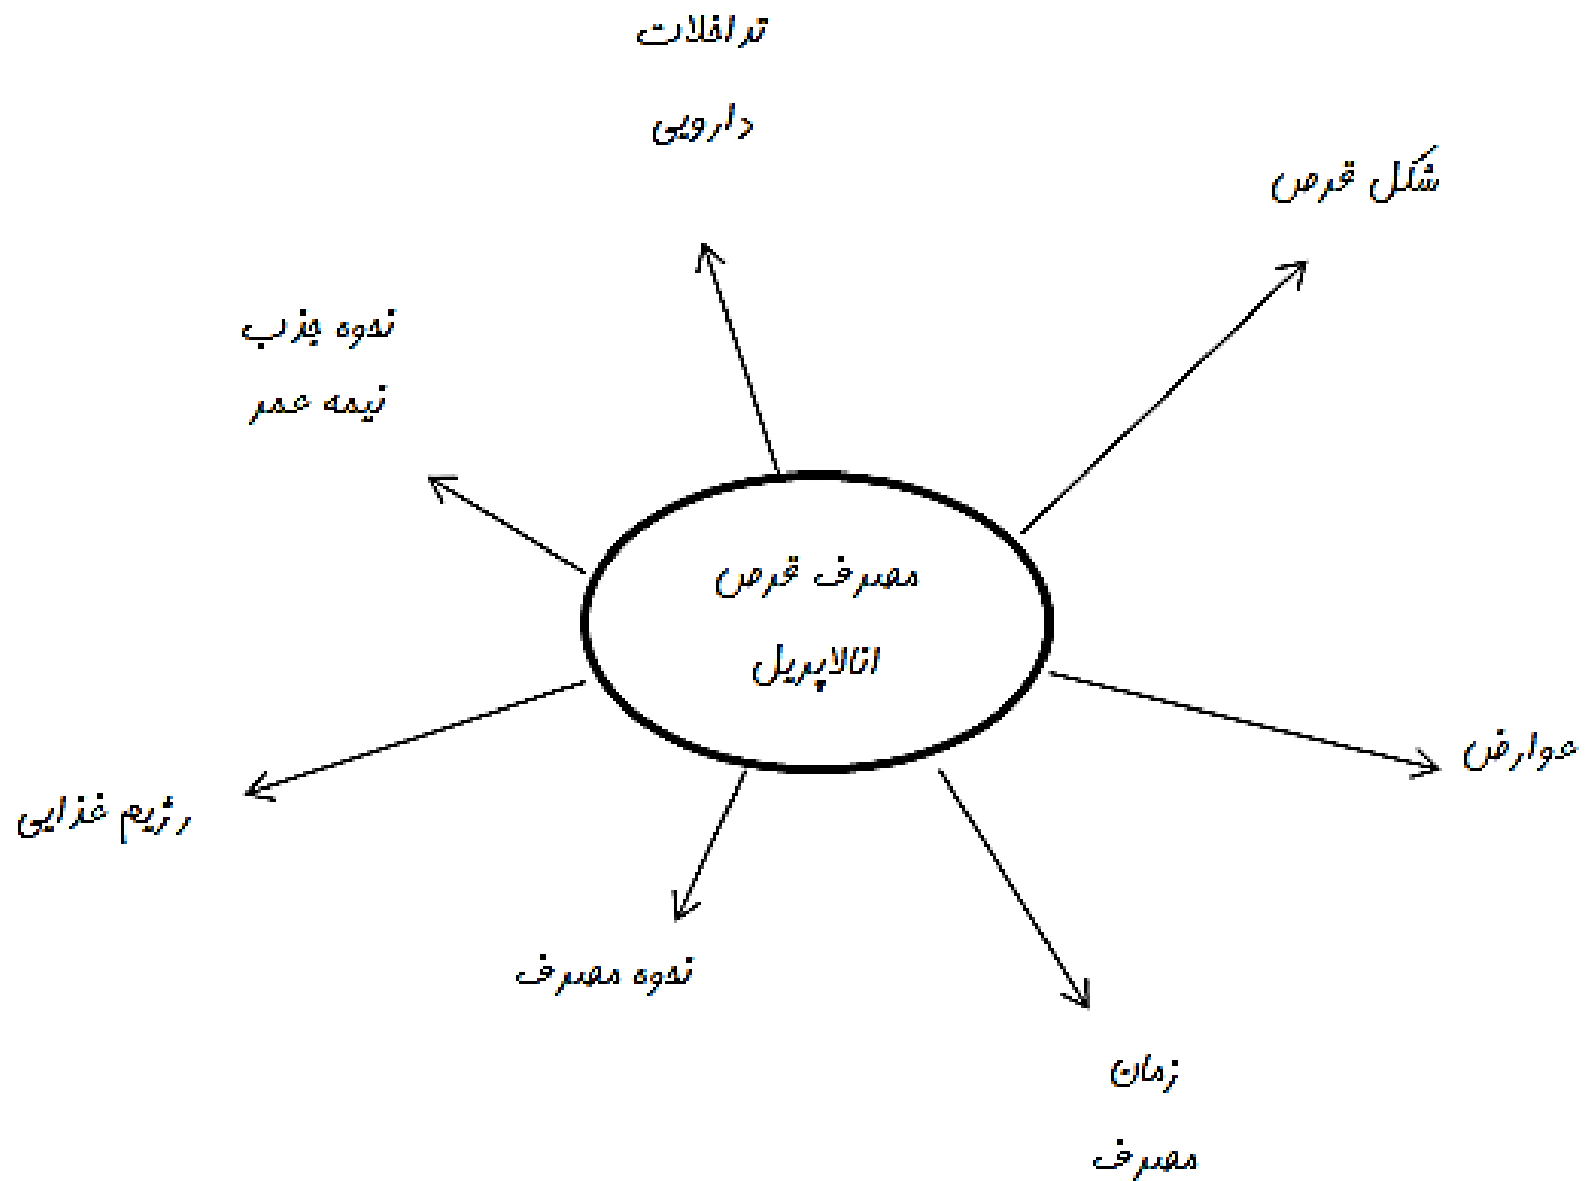 تداخلات
دارویی
شکل قرص
نحوه جذب
نیمه عمر
مصرف قرص
انالاپریل
عوارض
رژیم غذایی
نحوه مصرف
زمان
مصرف